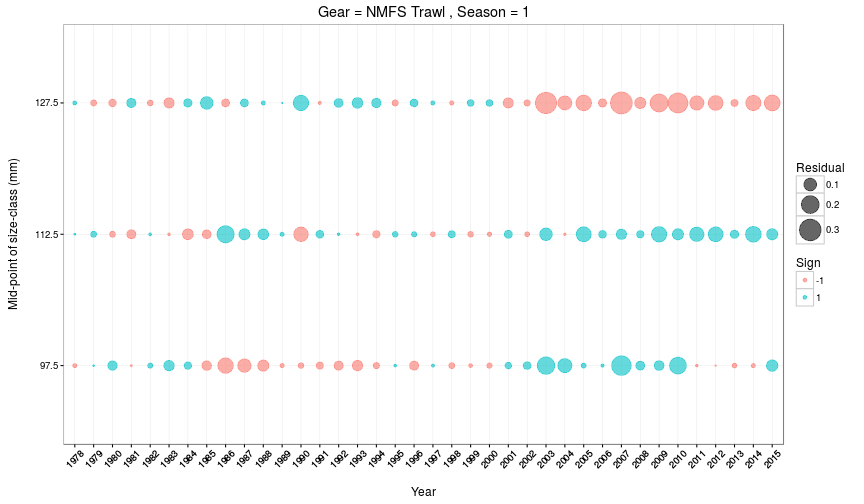 Gear = NMFS Trawl , Season = 1
Mid-point of size-class (mm)
127.5
112.5
97.5
1978 1979 1980 1981 1982 1983 1984 1985 1986 1987 1988 1989 1990 1991 1992 1993 1994 1995 1996 1997 1998 1999 2000 2001 2002 2003 2004 2005 2006 2007 2008 2009 2010 2011 2012 2013 2014 2015
Year
Residual
0.1
0.2
0.3
Sign
-1
1